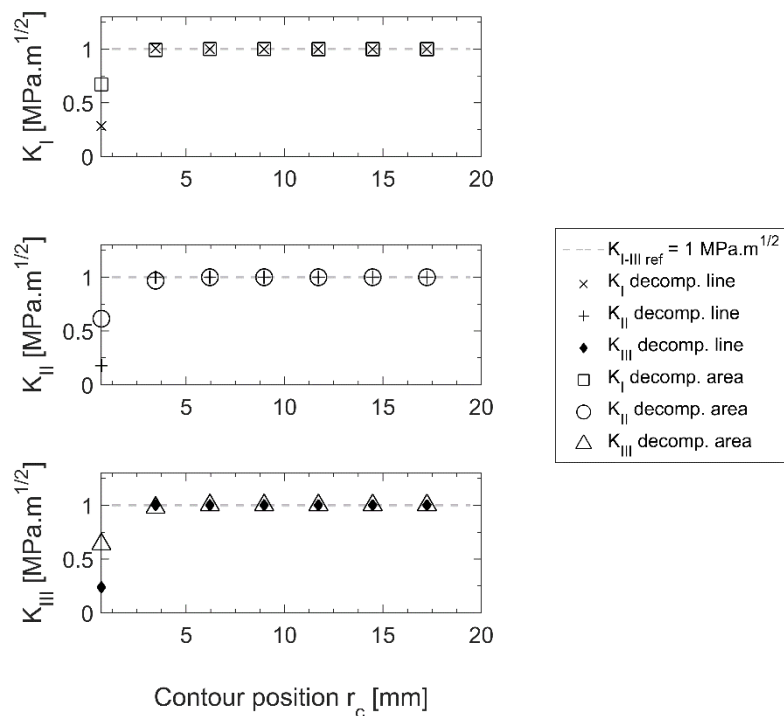 K_I [MPa.m^1/2]
1
0.5
0
5
10
15
20
K_II [MPa.m^1/2]
1
0.5
0
5
10
15
20
K_III [MPa.m^1/2]
1
0.5
0
5
10
15
20
Contour position r_c [mm]
K_I-III ref = 1 MPa.m^1/2
K_I decomp. line
K_II decomp. line
K_III decomp. line
K_I decomp. area
K_II decomp. area
K_III decomp. area